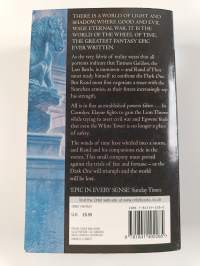 THERE IS A WORLD OF LIGHT AND
SHADOW, WHERE GOOD AND EVIL
WAGE ETERNAL WAR. IT IS THE
WORLD OF THE WHEEL OF TIME,
THE GREATEST FANTASY EPIC
EVER WRITTEN.
As the very fabric of reality wears thin all
portents indicate that Tarmon Gai'don, the
Last Battle, is imminent – and Rand al'Thor
must ready himself to confront the Dark One.
But Rand must first negotiate a truce with the
Seanchan armies, as their forces increasingly sap
his strength.
All is in flux as established powers falter
In
Caemlyn, Elayne fights to gain the Lion Throne
while trying to avert civil war and Egwene finds
that even the White Tower is no longer a place
of safety.
The winds of time have whirled into a storm,
and Rand and his companions ride in the
vortex. This small company must prevail
against the trials of fate and fortune – or the
Dark One will triumph and the world
will be lost.
'EPIC IN EVERY SENSE' Sunday Times
U.K.